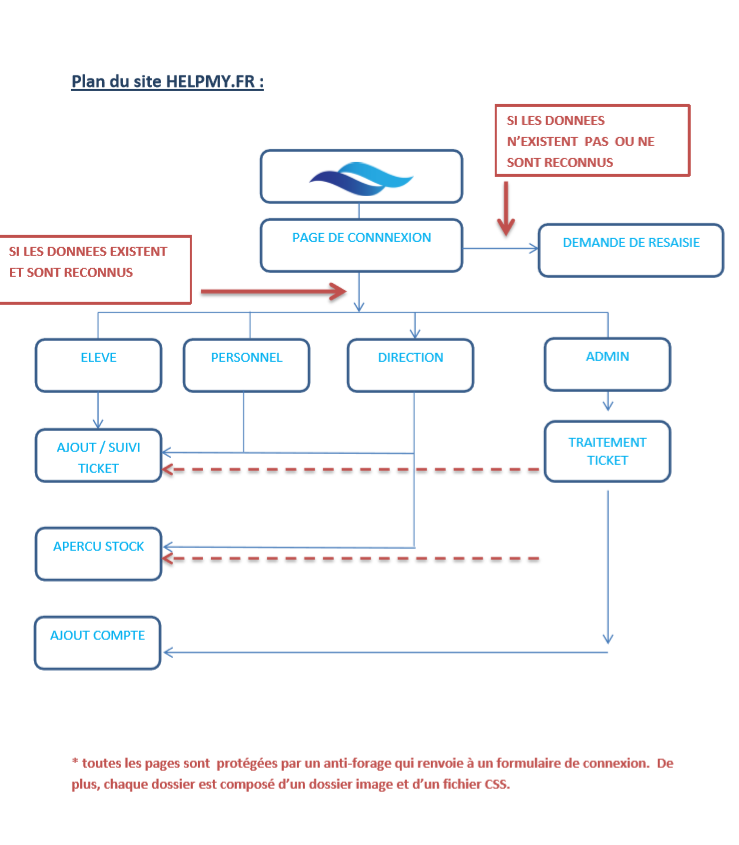 Plan du site HELPMY.FR :
SI LES DONNEES
N'EXISTENT PAS OU NE
SONT RECONNUS
PAGE DE CONNNEXION
DEMANDE DE RESAISIE
SI LES DONNEES EXISTENT
ET SONT RECONNUS
ELEVE
PERSONNEL
DIRECTION
ADMIN
AJOUT / SUIVI
TICKET
TRAITEMENT
TICKET
APERCU STOCK
AJOUT COMPTE
* toutes les pages sont protégées par un anti-forage qui renvoie à un formulaire de connexion. De
plus, chaque dossier est composé d'un dossier image et d'un fichier CSS.